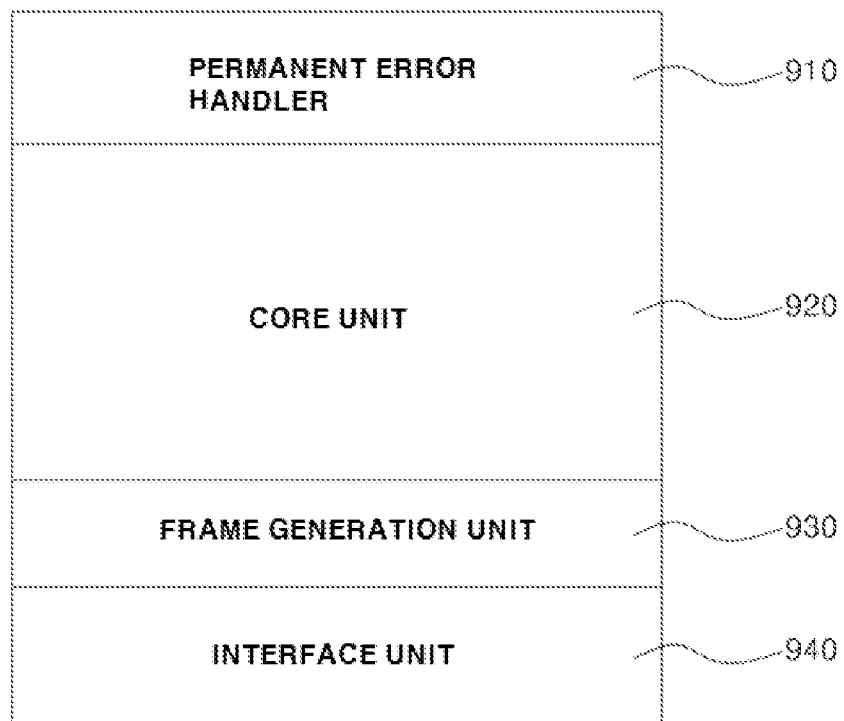 PERMANENT ERROR
HANDLER
910
CORE UNIT
920
FRAME GENERATION UNIT
930
INTERFACE UNIT
940